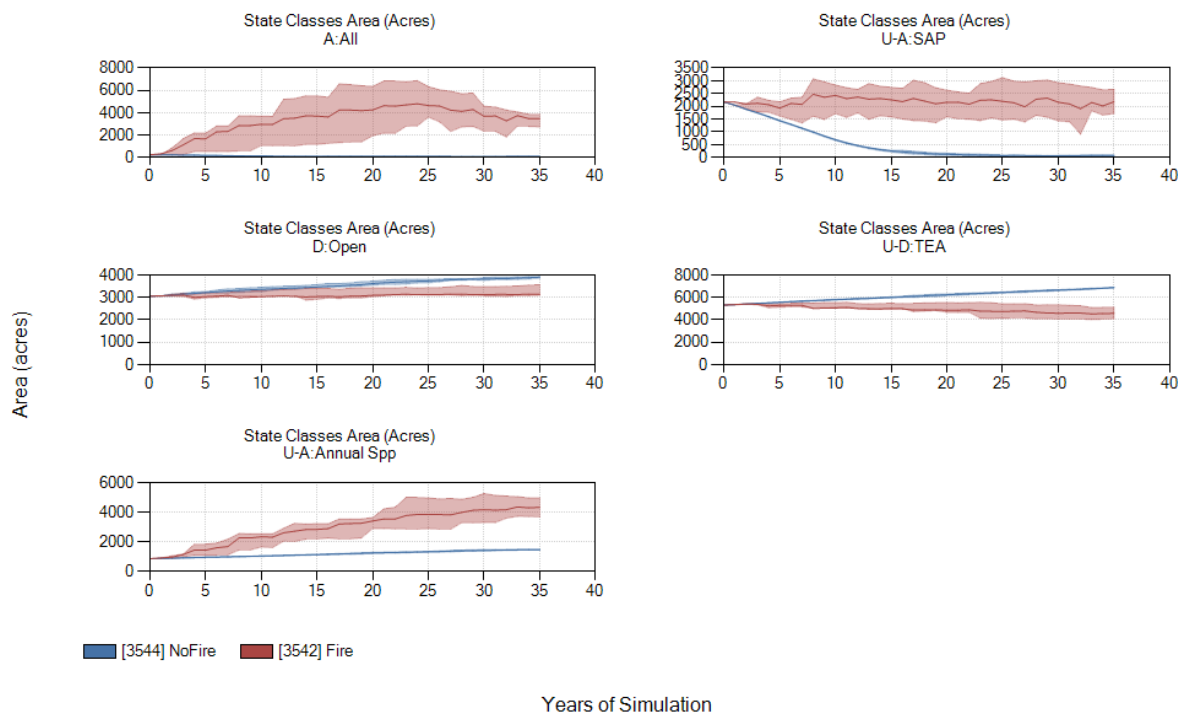 State Classes Area (Acres)
A:All
8000
6000
4000
2000
0
0 5 10 15 20 25 30 35 40
State Classes Area (Acres)
U-A:SAP
3500
3000
2500
2000
1500
1000
500
0
0 5 10 15 20 25 30 35 40
State Classes Area (Acres)
D:Open
4000
3000
2000
1000
0
0 5 10 15 20 25 30 35 40
State Classes Area (Acres)
U-D:TEA
8000
6000
4000
2000
0
0 5 10 15 20 25 30 35 40
Area (acres)
State Classes Area (Acres)
U-A:Annual Spp
6000
4000
2000
0
0 5 10 15 20 25 30 35 40
[3544] NoFire [3542] Fire
Years of Simulation